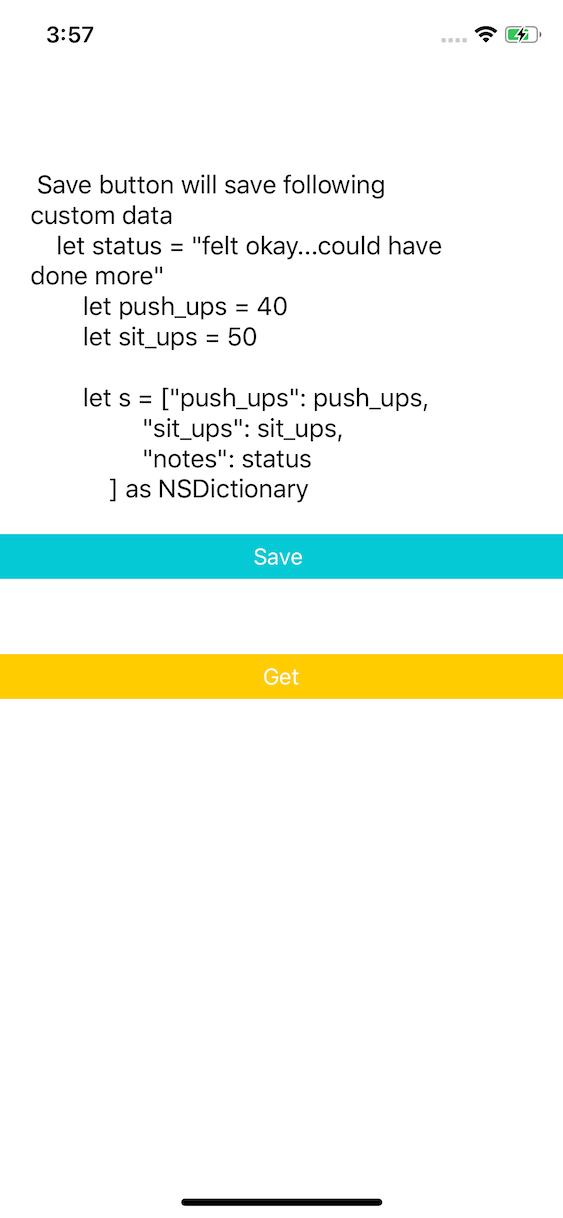 3:57
Save button will save following
custom data
let status = "felt okay...could have
done more"
let push_ups = 40
let sit_ups = 50
let s = ["push_ups": push_ups,
"sit_ups": sit_ups,
"notes": status
] as NSDictionary
Save
Get